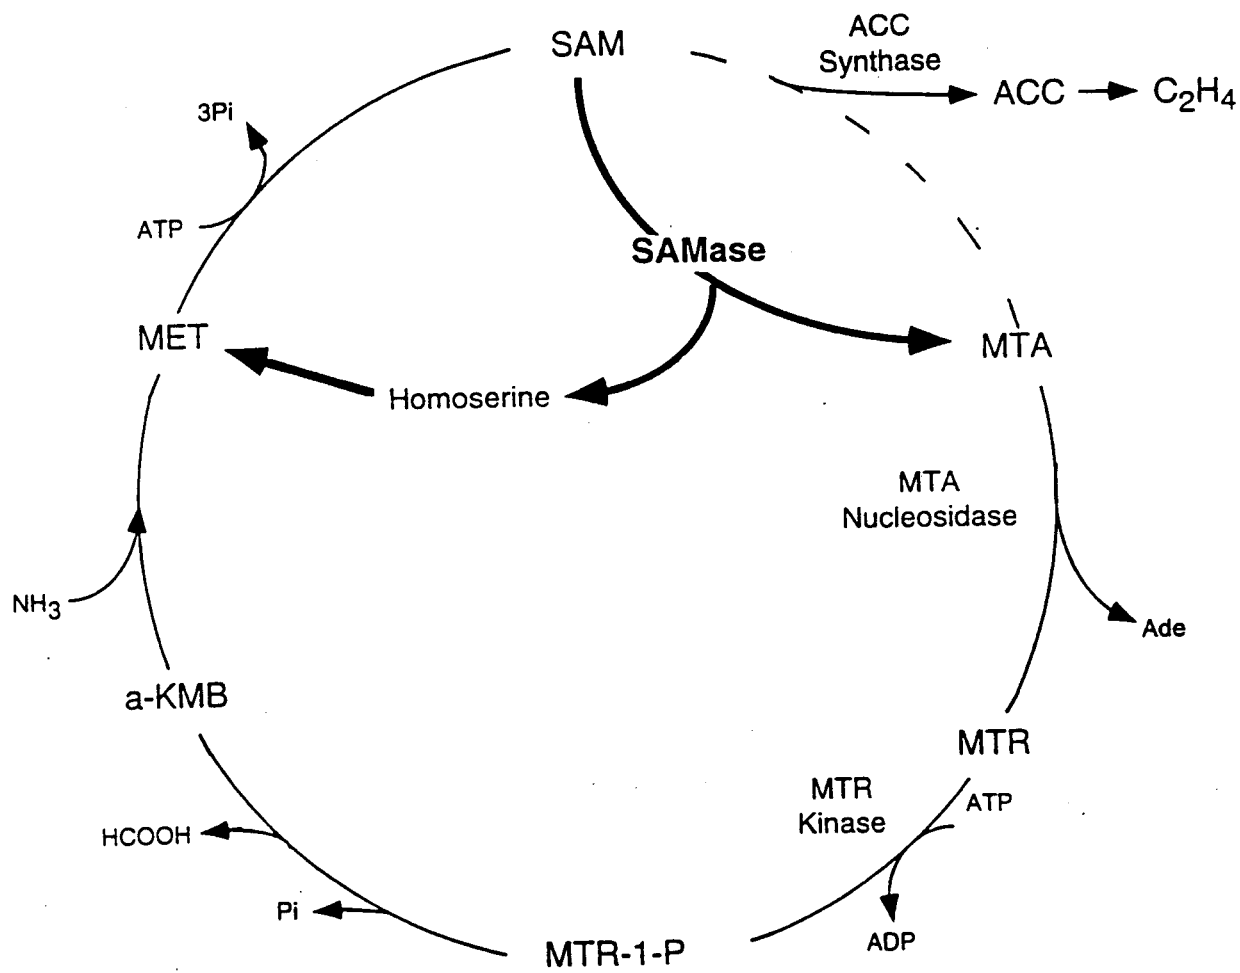 SAM
ACC
Synthase
ACC
C2H4
3Pi
ATP
SAMase
MET
MTA
Homoserine
MTA
Nucleosidase
NH3
Ade
a-KMB
MTR
MTR
Kinase
ATP
HCOOH
Pi
ADP
MTR-1-P